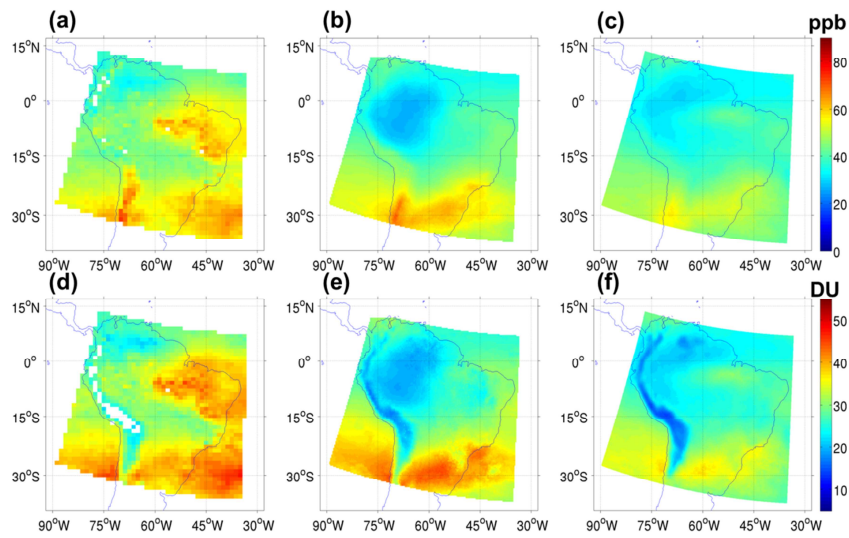 (a) (b) (c) ppb
15°N 15°N 15°N 80
0° 0° 0° 60
15°S 15°S 15°S 40
30°S 30°S 30°S 20
0
90°W 75°W 60°W 45°W 30°W 90°W 75°W 60°W 45°W 30°W 90°W 75°W 60°W 45°W 30°W
(d) (e) (f) DU
15°N 15°N 15°N 50
0° 0° 0° 40
15°S 15°S 15°S 30
30°S 30°S 30°S 20
10
90°W 75°W 60°W 45°W 30°W 90°W 75°W 60°W 45°W 30°W 90°W 75°W 60°W 45°W 30°W